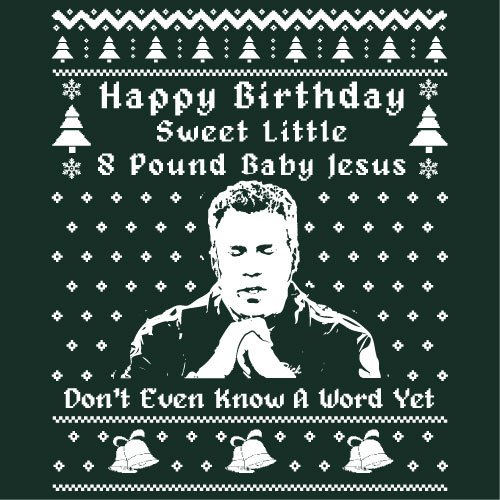 Happy Birthday
Sweet Little
8 Pound Baby Jesus
Don't Even Know A Word Yet